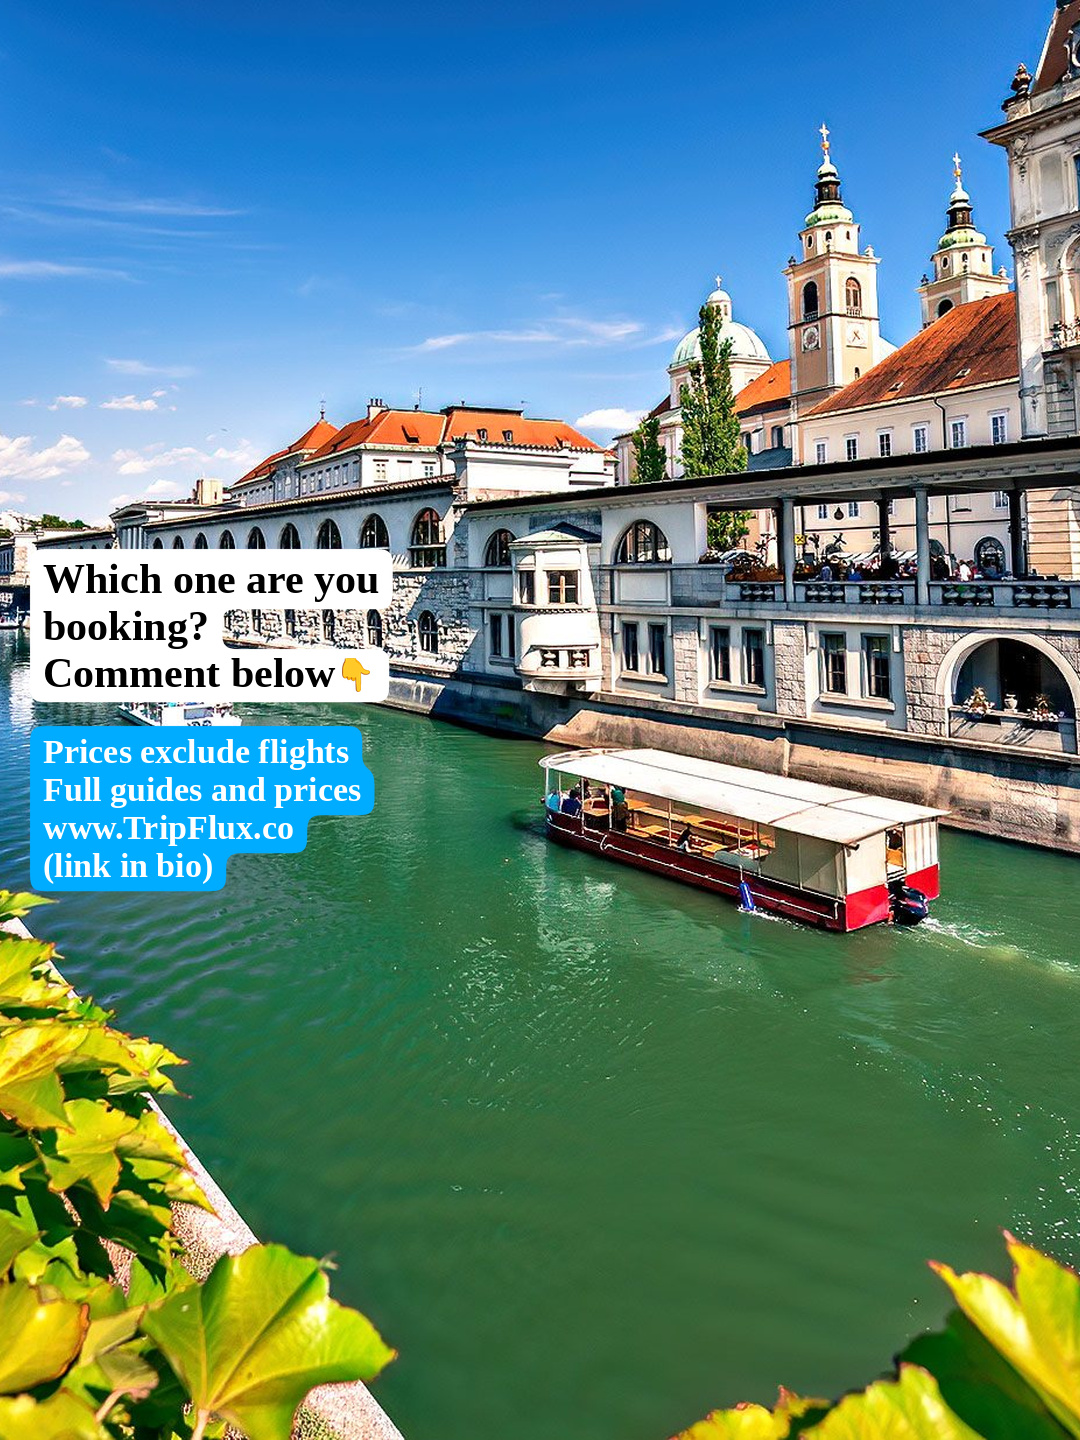 Which one are you
booking?
Comment below👇
Prices exclude flights
Full guides and prices
www.TripFlux.co
(link in bio)